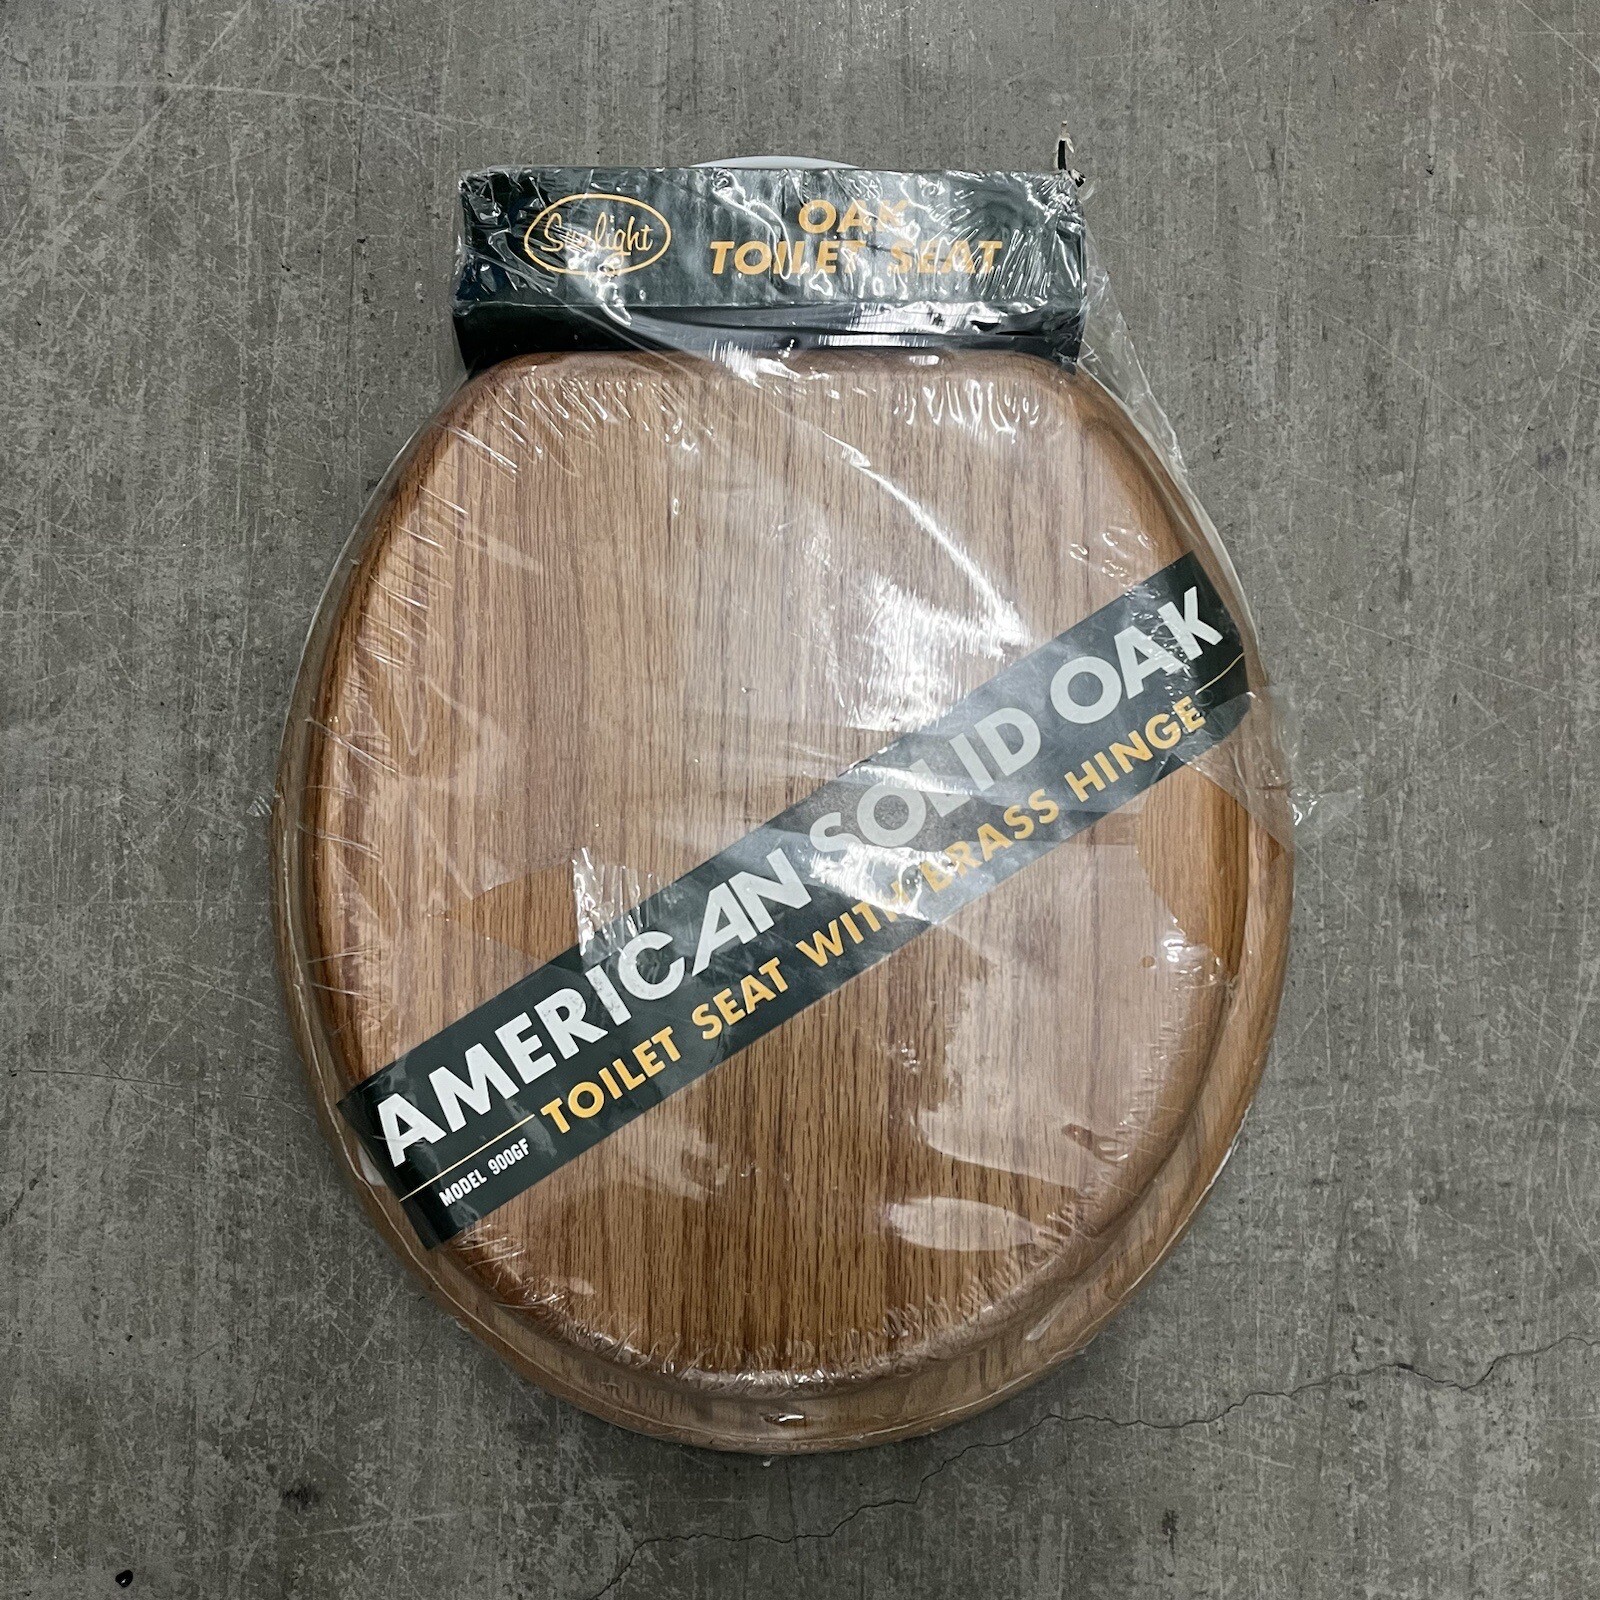 Sunlight
OAK
TOILET SEAT
AMERICAN SOLID OAK
TOILET SEAT WITH BRASS HINGE
MODEL 900GF